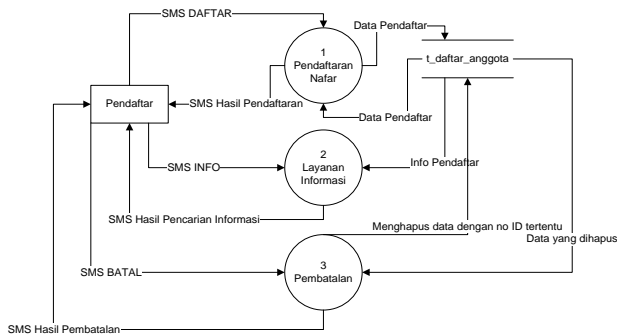 SMS DAFTAR
Data Pendaftar
1
Pendaftaran
Nafar
t_daftar_anggota
Pendaftar
SMS Hasil Pendaftaran
Data Pendaftar
SMS INFO
2
Layanan
Informasi
Info Pendaftar
SMS Hasil Pencarian Informasi
Menghapus data dengan no ID tertentu
Data yang dihapus
SMS BATAL
3
Pembatalan
SMS Hasil Pembatalan